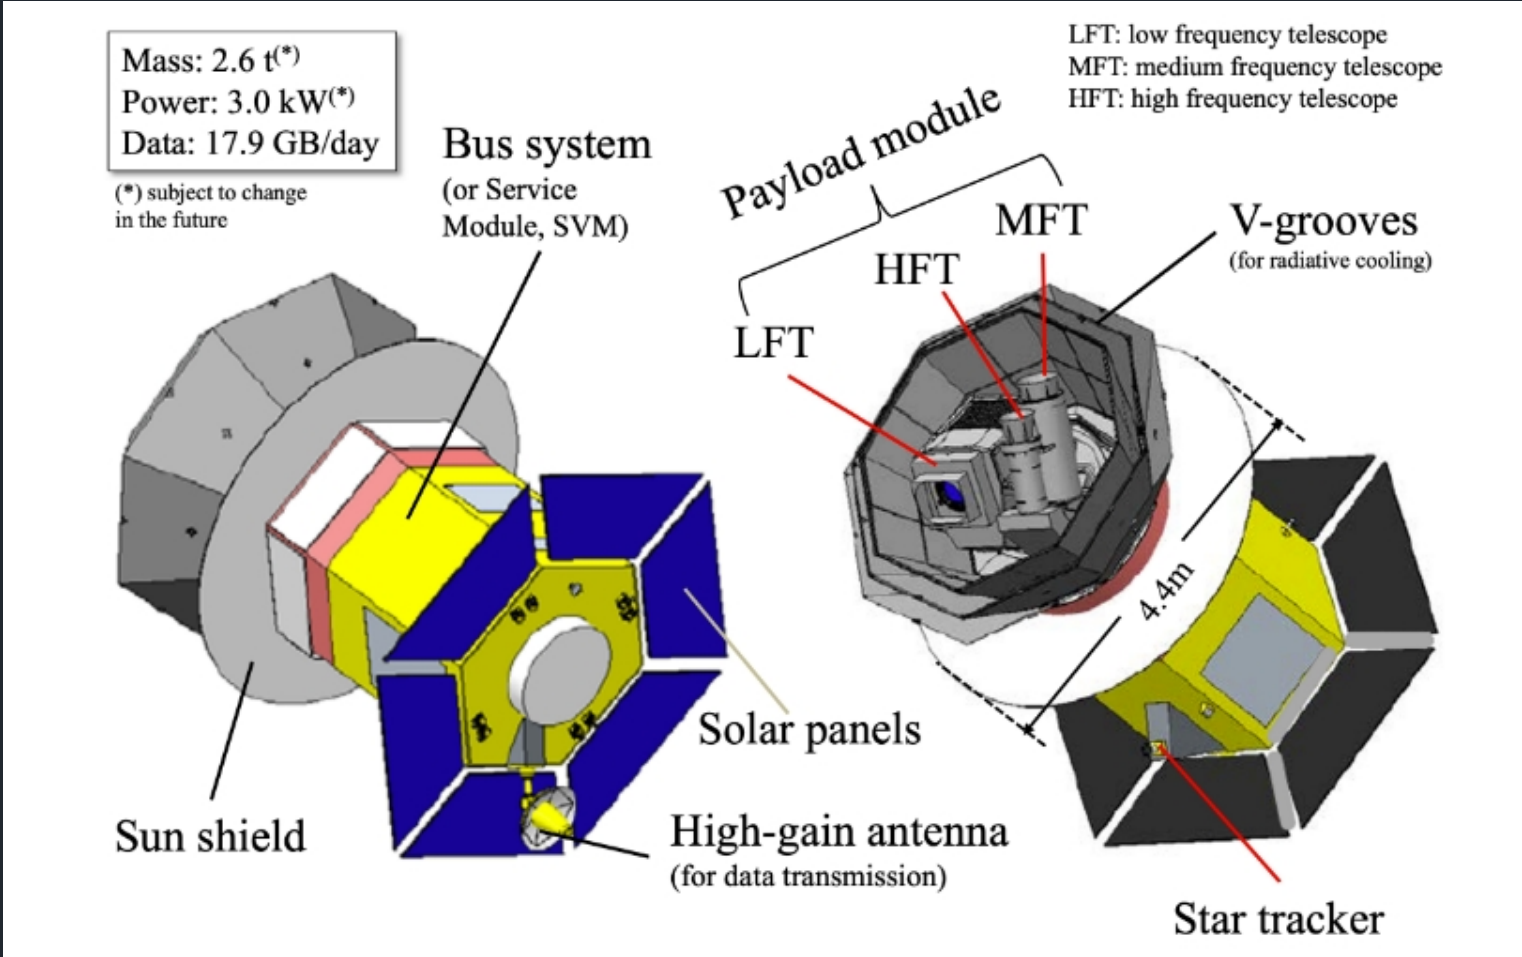 Mass: 2.6 t(*)
Power: 3.0 kW(*)
Data: 17.9 GB/day
(*) subject to change
in the future
Bus system
(or Service
Module, SVM)
LFT: low frequency telescope
MFT: medium frequency telescope
HFT: high frequency telescope
Payload module
MFT
HFT
LFT
V-grooves
(for radiative cooling)
4.4m
Solar panels
Sun shield
High-gain antenna
(for data transmission)
Star tracker